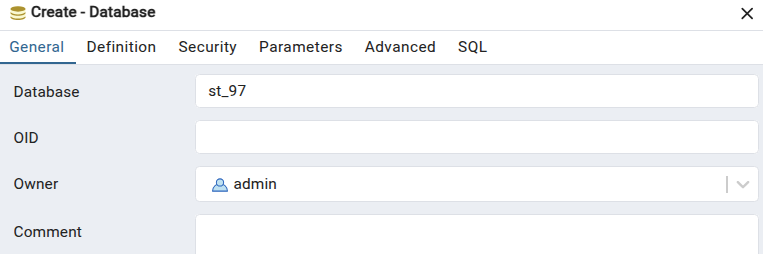 Create - Database
General Definition Security Parameters Advanced SQL
Database st_97
OID
Owner admin
Comment